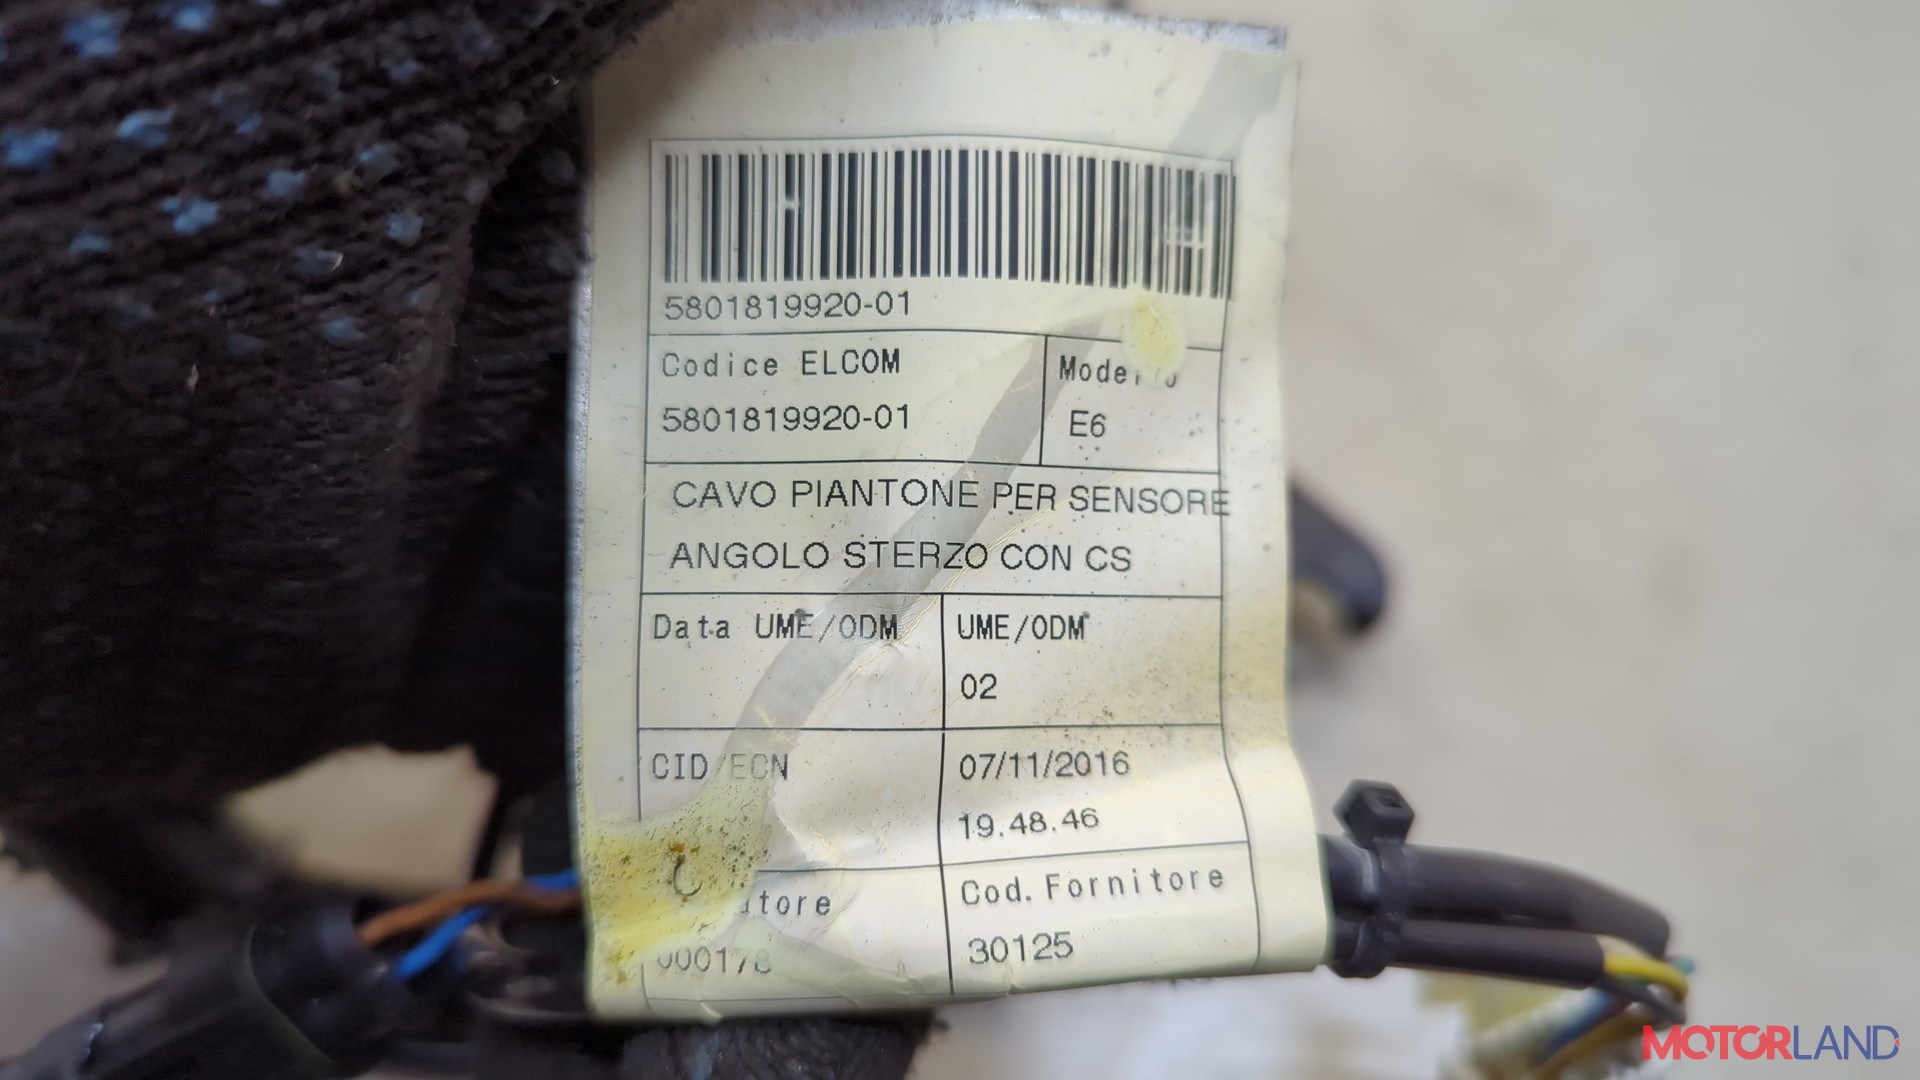 5801819920-01
Codice ELCOM
5801819920-01
Modello
E6
CAVO PIANTONE PER SENSORE
ANGOLO STERZO CON CS
Data UME/ODM
UME/ODM
02
CID/ECN
07/11/2016
19.48.46
Cod. Fornitore
30125
MOTORLAND